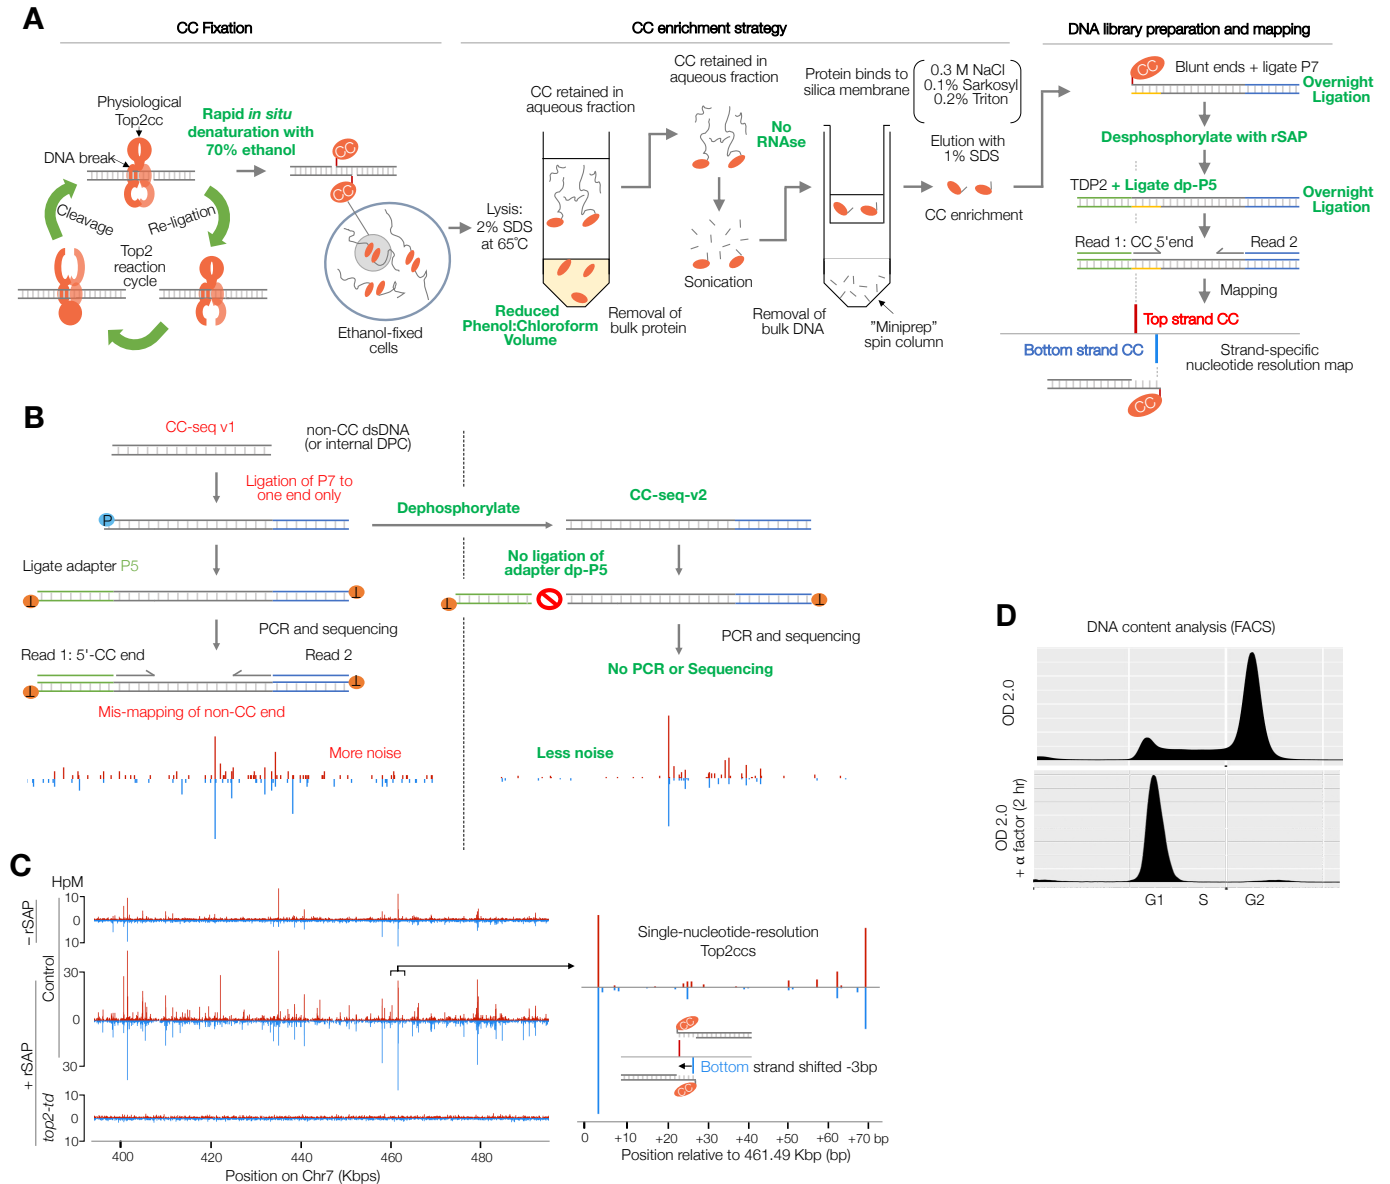 A
CC Fixation
CC enrichment strategy
DNA library preparation and mapping
Physiological
Top2cc
DNA break
Rapid in situ
denaturation with
70% ethanol
Cleavage
Re-ligation
Top2
reaction
cycle
CC
CC
Ethanol-fixed
cells
Lysis:
2% SDS
at 65°C
CC retained in
aqueous fraction
Reduced
Phenol:Chloroform
Volume
Removal of
bulk protein
CC retained in
aqueous fraction
No
RNAse
Sonication
Protein binds to
silica membrane
0.3 M NaCl
0.1% Sarkosyl
0.2% Triton
Removal of
bulk DNA
"Miniprep"
spin column
Elution with
1% SDS
CC enrichment
CC
Blunt ends + ligate P7
Overnight
Ligation
Desphosphorylate with rSAP
TDP2 + Ligate dp-P5
Overnight
Ligation
Read 1: CC 5'end
Read 2
Mapping
Top strand CC
Bottom strand CC
Strand-specific
nucleotide resolution map
CC
B
CC-seq v1
non-CC dsDNA
(or internal DPC)
Ligation of P7 to
one end only
P
Dephosphorylate
CC-seq-v2
Ligate adapter P5
No ligation of
adapter dp-P5
PCR and sequencing
PCR and sequencing
Read 1: 5'-CC end
Read 2
No PCR or Sequencing
Mis-mapping of non-CC end
More noise
Less noise
C
HpM
– rSAP
+ rSAP
Control
top2-td
10
0
10
30
0
30
10
0
10
400
420
440
460
480
Position on Chr7 (Kbps)
Single-nucleotide-resolution
Top2ccs
CC
Bottom strand shifted -3bp
CC
0
+10
+20
+30
+40
+50
+60
+70 bp
Position relative to 461.49 Kbp (bp)
D
DNA content analysis (FACS)
OD 2.0
OD 2.0
+ α factor (2 hr)
G1
S
G2